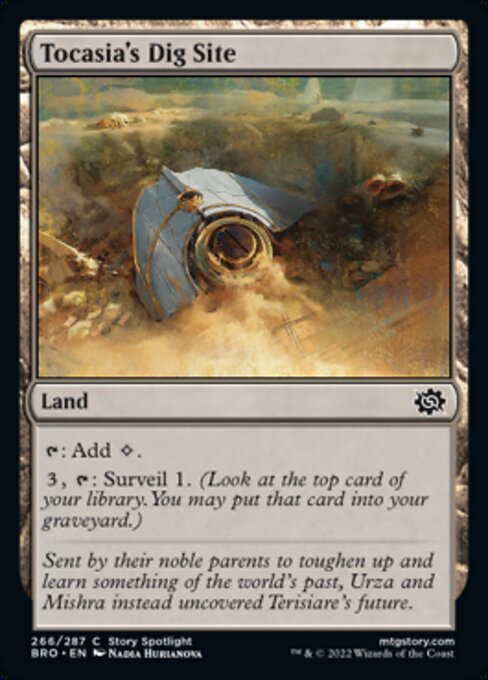 Tocasia's Dig Site
Land
: Add .
3, : Surveil 1. (Look at the top card of
your library. You may put that card into your
graveyard.)
Sent by their noble parents to toughen up and
learn something of the world's past, Urza and
Mishra instead uncovered Terisiare's future.
266/287 C Story Spotlight
mtgstory.com
BRO • EN Nadia Hurianova
™ & © 2022 Wizards of the Coast